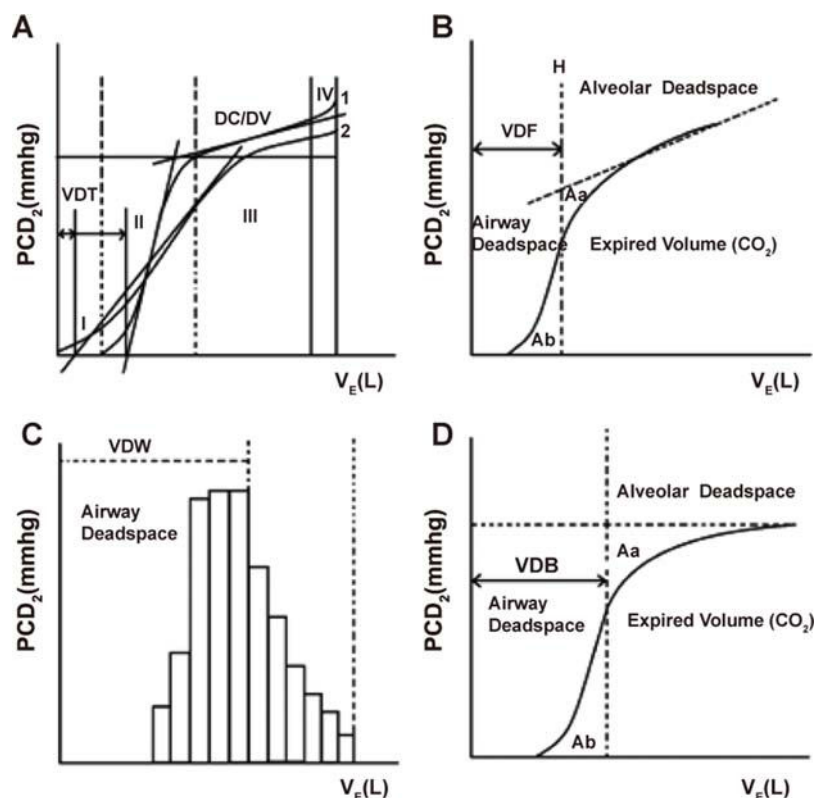 A
PCD2(mmhg)
VDT
I
II
DC/DV
III
IV
1
2
VE(L)
B
PCD2(mmhg)
H
Alveolar Deadspace
VDF
Aa
Airway
Deadspace
Expired Volume (CO2)
Ab
VE(L)
C
PCD2(mmhg)
VDW
Airway
Deadspace
VE(L)
D
PCD2(mmhg)
Alveolar Deadspace
Aa
VDB
Airway
Deadspace
Expired Volume (CO2)
Ab
VE(L)